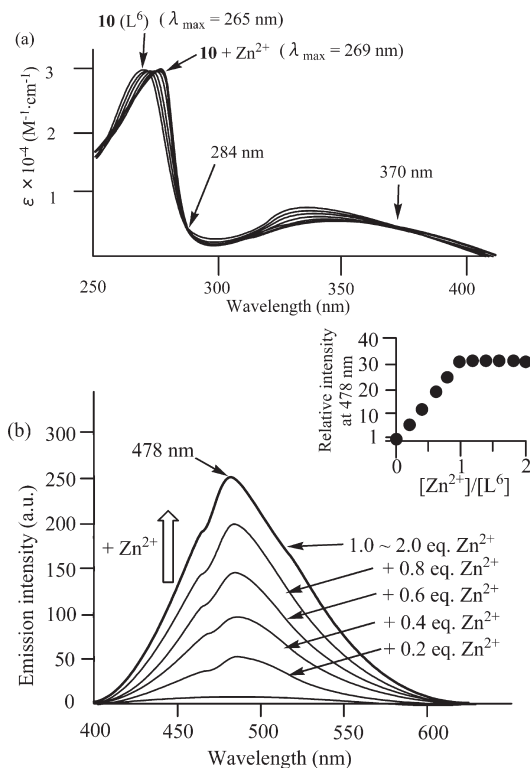 10 (L⁶) ( λ max = 265 nm)
(a)
10 + Zn²⁺ ( λ max = 269 nm)
3
2
1
ε × 10⁻⁴ (M⁻¹·cm⁻¹)
284 nm
370 nm
250 300 350 400
Wavelength (nm)
40
30
20
10
1
Relative intensity
at 478 nm
0 1 2
[Zn²⁺]/[L⁶]
(b)
300
250
200
150
100
50
0
Emission intensity (a.u.)
478 nm
+ Zn²⁺
1.0 ~ 2.0 eq. Zn²⁺
+ 0.8 eq. Zn²⁺
+ 0.6 eq. Zn²⁺
+ 0.4 eq. Zn²⁺
+ 0.2 eq. Zn²⁺
400 450 500 550 600
Wavelength (nm)